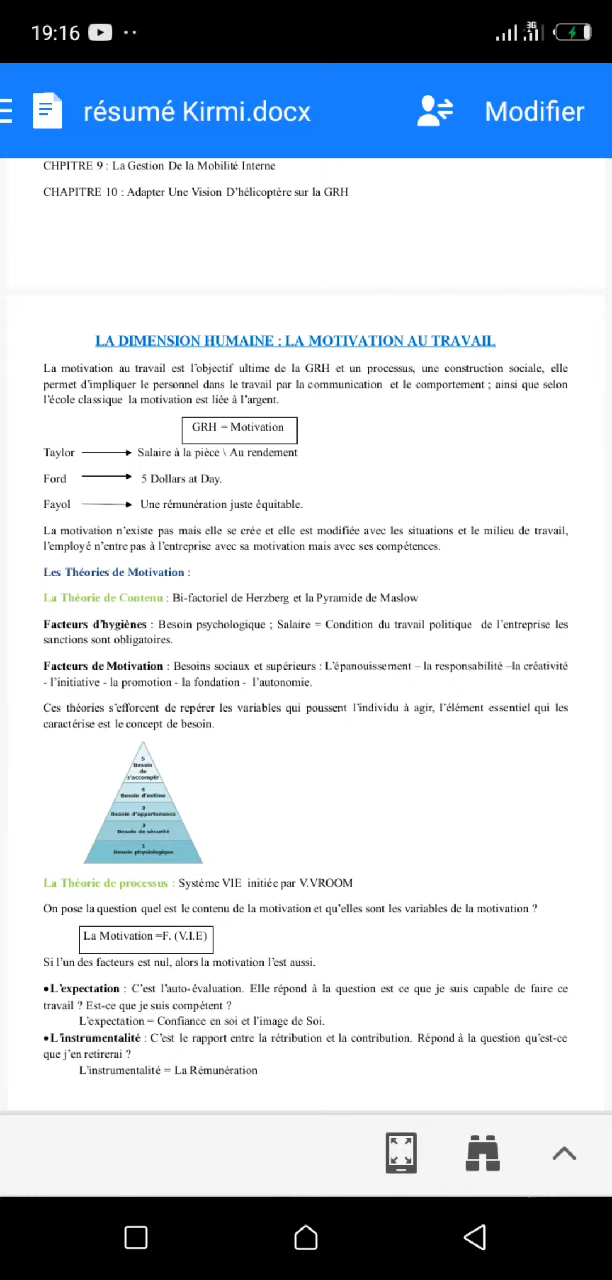 19:16
3G
résumé Kirmi.docx
Modifier
CHPITRE 9 : La Gestion De la Mobilité Interne
CHAPITRE 10 : Adapter Une Vision D'hélicoptère sur la GRH
LA DIMENSION HUMAINE : LA MOTIVATION AU TRAVAIL
La motivation au travail est l'objectif ultime de la GRH et un processus, une construction sociale, elle
permet d'impliquer le personnel dans le travail par la communication et le comportement ; ainsi que selon
l'école classique la motivation est liée à l'argent.
GRH = Motivation
Taylor Salaire à la pièce \ Au rendement
Ford 5 Dollars at Day.
Fayol Une rémunération juste équitable.
La motivation n'existe pas mais elle se crée et elle est modifiée avec les situations et le milieu de travail,
l'employé n'entre pas à l'entreprise avec sa motivation mais avec ses compétences.
Les Théories de Motivation :
La Théorie de Contenu : Bi-factoriel de Herzberg et la Pyramide de Maslow
Facteurs d'hygiènes : Besoin psychologique ; Salaire = Condition du travail politique de l'entreprise les
sanctions sont obligatoires.
Facteurs de Motivation : Besoins sociaux et supérieurs : L'épanouissement – la responsabilité –la créativité
- l'initiative - la promotion - la fondation - l'autonomie.
Ces théories s'efforcent de repérer les variables qui poussent l'individu à agir, l'élément essentiel qui les
caractérise est le concept de besoin.
5
Besoin
de
s'accomplir
4
Besoin d'estime
3
Besoin d'appartenance
2
Besoin de sécurité
1
Besoin physiologique
La Théorie de processus : Système VIE initiée par V.VROOM
On pose la question quel est le contenu de la motivation et qu'elles sont les variables de la motivation ?
La Motivation =F. (V.I.E)
Si l'un des facteurs est nul, alors la motivation l'est aussi.
•L'expectation : C'est l'auto-évaluation. Elle répond à la question est ce que je suis capable de faire ce
travail ? Est-ce que je suis compétent ?
L'expectation = Confiance en soi et l'image de Soi.
•L'instrumentalité : C'est le rapport entre la rétribution et la contribution. Répond à la question qu'est-ce
que j'en retirerai ?
L'instrumentalité = La Rémunération